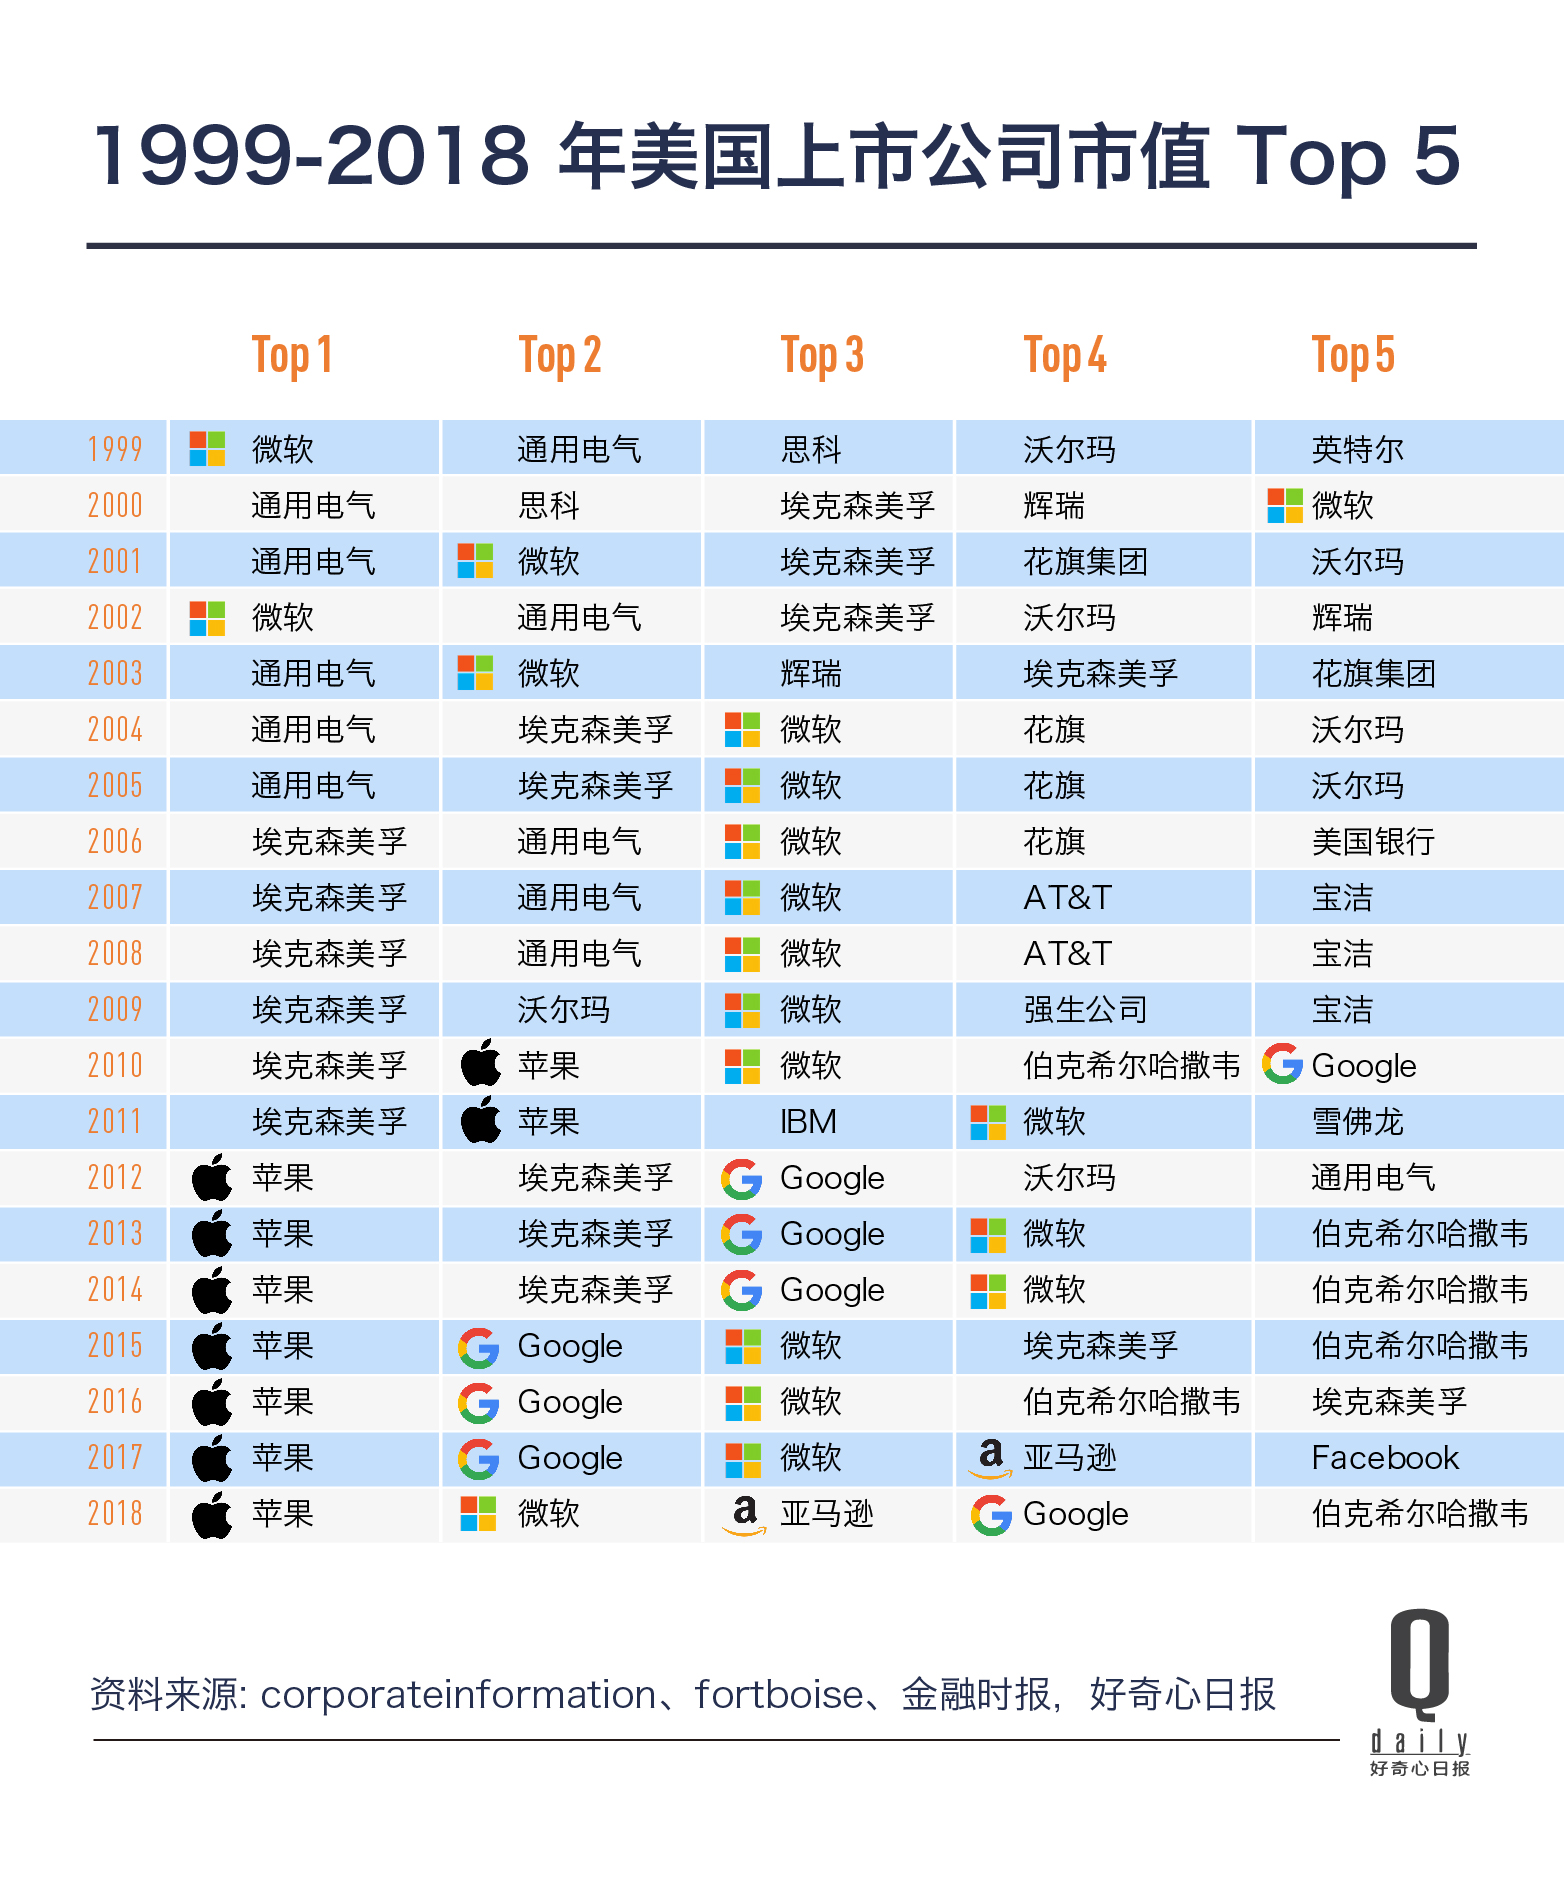 1999-2018 年美国上市公司市值 Top 5
Top 1 Top 2 Top 3 Top 4 Top 5
1999 微软 通用电气 思科 沃尔玛 英特尔
2000 通用电气 思科 埃克森美孚 辉瑞 微软
2001 通用电气 微软 埃克森美孚 花旗集团 沃尔玛
2002 微软 通用电气 埃克森美孚 沃尔玛 辉瑞
2003 通用电气 微软 辉瑞 埃克森美孚 花旗集团
2004 通用电气 埃克森美孚 微软 花旗 沃尔玛
2005 通用电气 埃克森美孚 微软 花旗 沃尔玛
2006 埃克森美孚 通用电气 微软 花旗 美国银行
2007 埃克森美孚 通用电气 微软 AT&T 宝洁
2008 埃克森美孚 通用电气 微软 AT&T 宝洁
2009 埃克森美孚 沃尔玛 微软 强生公司 宝洁
2010 埃克森美孚 苹果 微软 伯克希尔哈撒韦 Google
2011 埃克森美孚 苹果 IBM 微软 雪佛龙
2012 苹果 埃克森美孚 Google 沃尔玛 通用电气
2013 苹果 埃克森美孚 Google 微软 伯克希尔哈撒韦
2014 苹果 埃克森美孚 Google 微软 伯克希尔哈撒韦
2015 苹果 Google 微软 埃克森美孚 伯克希尔哈撒韦
2016 苹果 Google 微软 伯克希尔哈撒韦 埃克森美孚
2017 苹果 Google 微软 亚马逊 Facebook
2018 苹果 微软 亚马逊 Google 伯克希尔哈撒韦
资料来源: corporateinformation、fortboise、金融时报，好奇心日报
Q
daily
好奇心日报